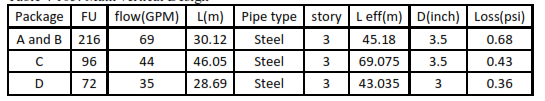 Package FU flow(GPM) L(m) Pipe type story L eff(m) D(inch) Loss(psi)
A and B 216 69 30.12 Steel 3 45.18 3.5 0.68
C 96 44 46.05 Steel 3 69.075 3.5 0.43
D 72 35 28.69 Steel 3 43.035 3 0.36